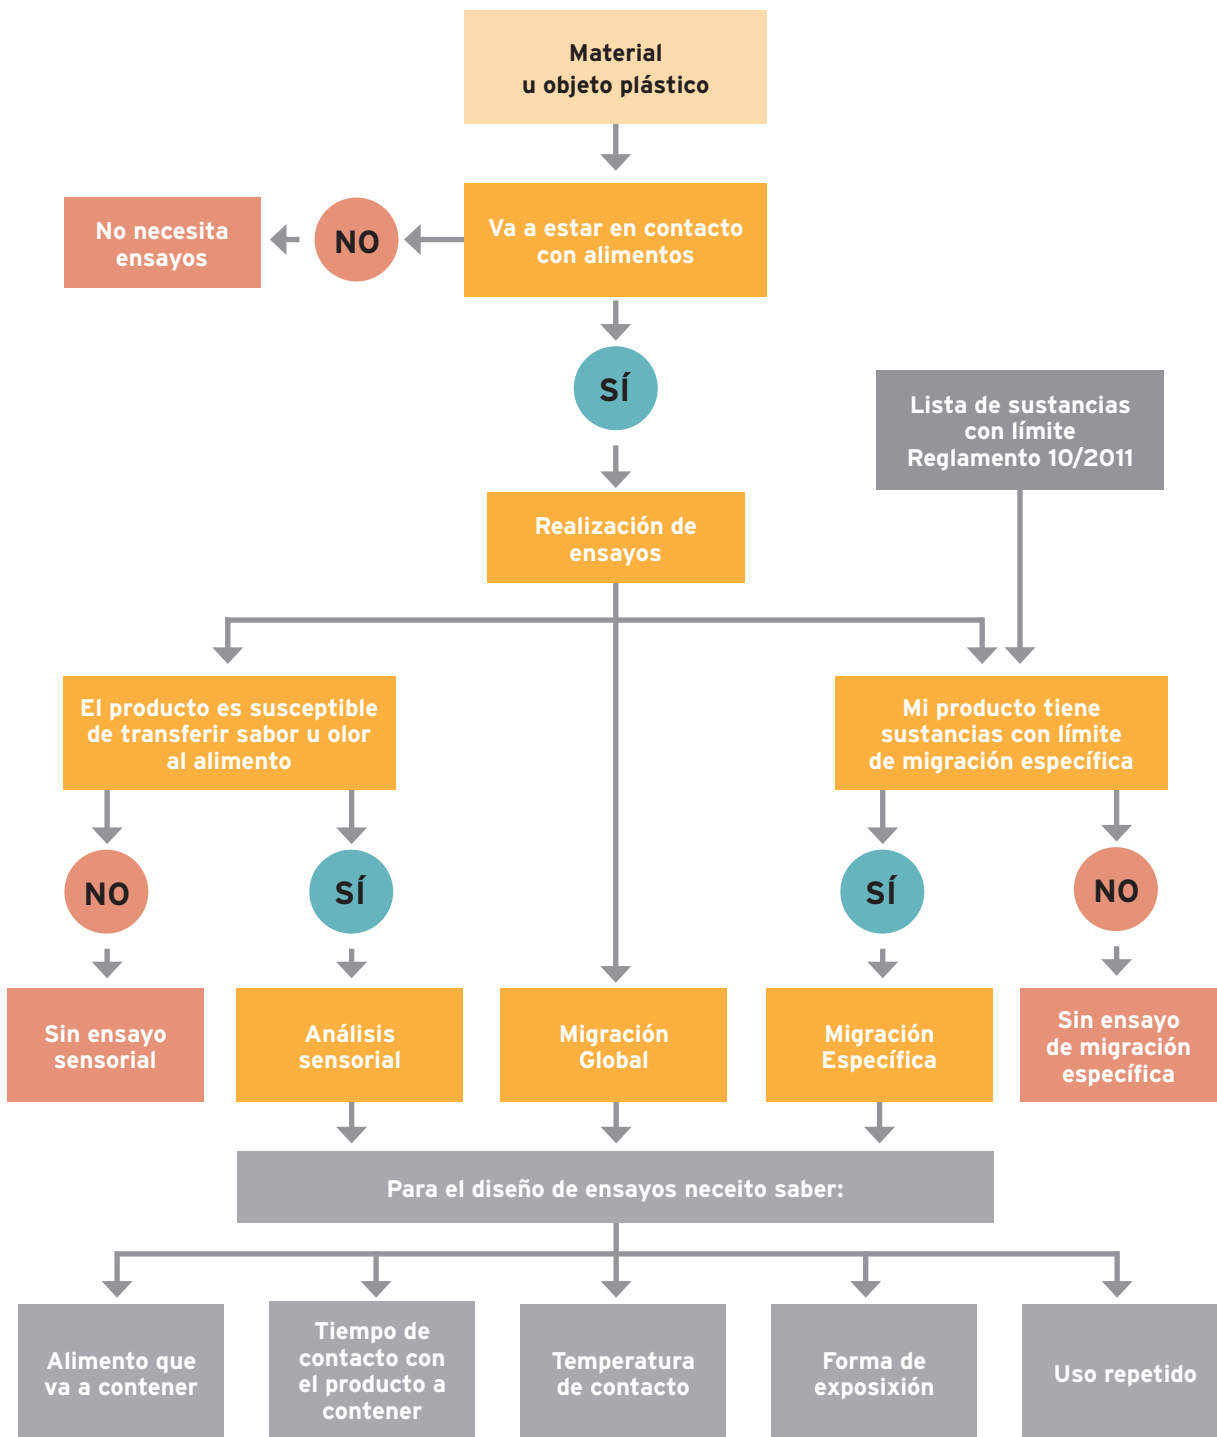 Material
u objeto plástico
Va a estar en contacto
con alimentos
NO
No necesita
ensayos
SÍ
Lista de sustancias
con límite
Reglamento 10/2011
Realización de
ensayos
El producto es susceptible
de transferir sabor u olor
al alimento
Mi producto tiene
sustancias con límite
de migración específica
NO
SÍ
SÍ
NO
Sin ensayo
sensorial
Análisis
sensorial
Migración
Global
Migración
Específica
Sin ensayo
de migración
específica
Para el diseño de ensayos neceito saber:
Alimento que
va a contener
Tiempo de
contacto con
el producto a
contener
Temperatura
de contacto
Forma de
exposixión
Uso repetido